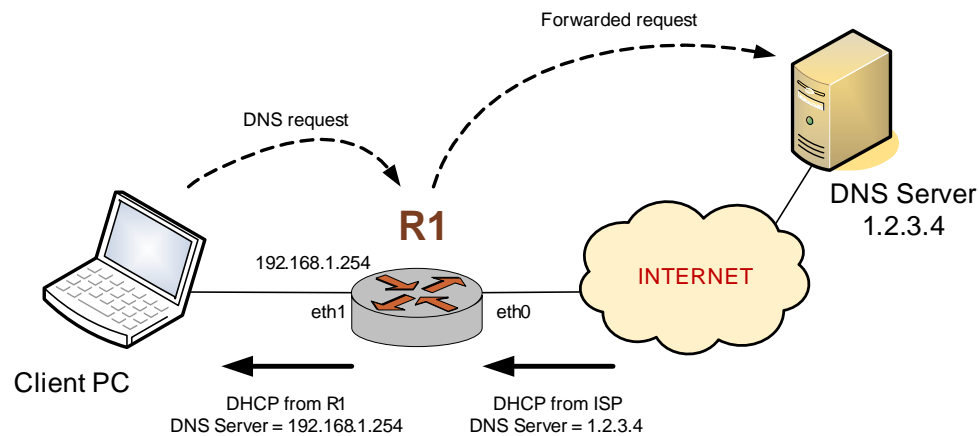 Forwarded request
DNS request
R1
DNS Server
1.2.3.4
192.168.1.254
INTERNET
eth1
eth0
Client PC
DHCP from R1
DNS Server = 192.168.1.254
DHCP from ISP
DNS Server = 1.2.3.4